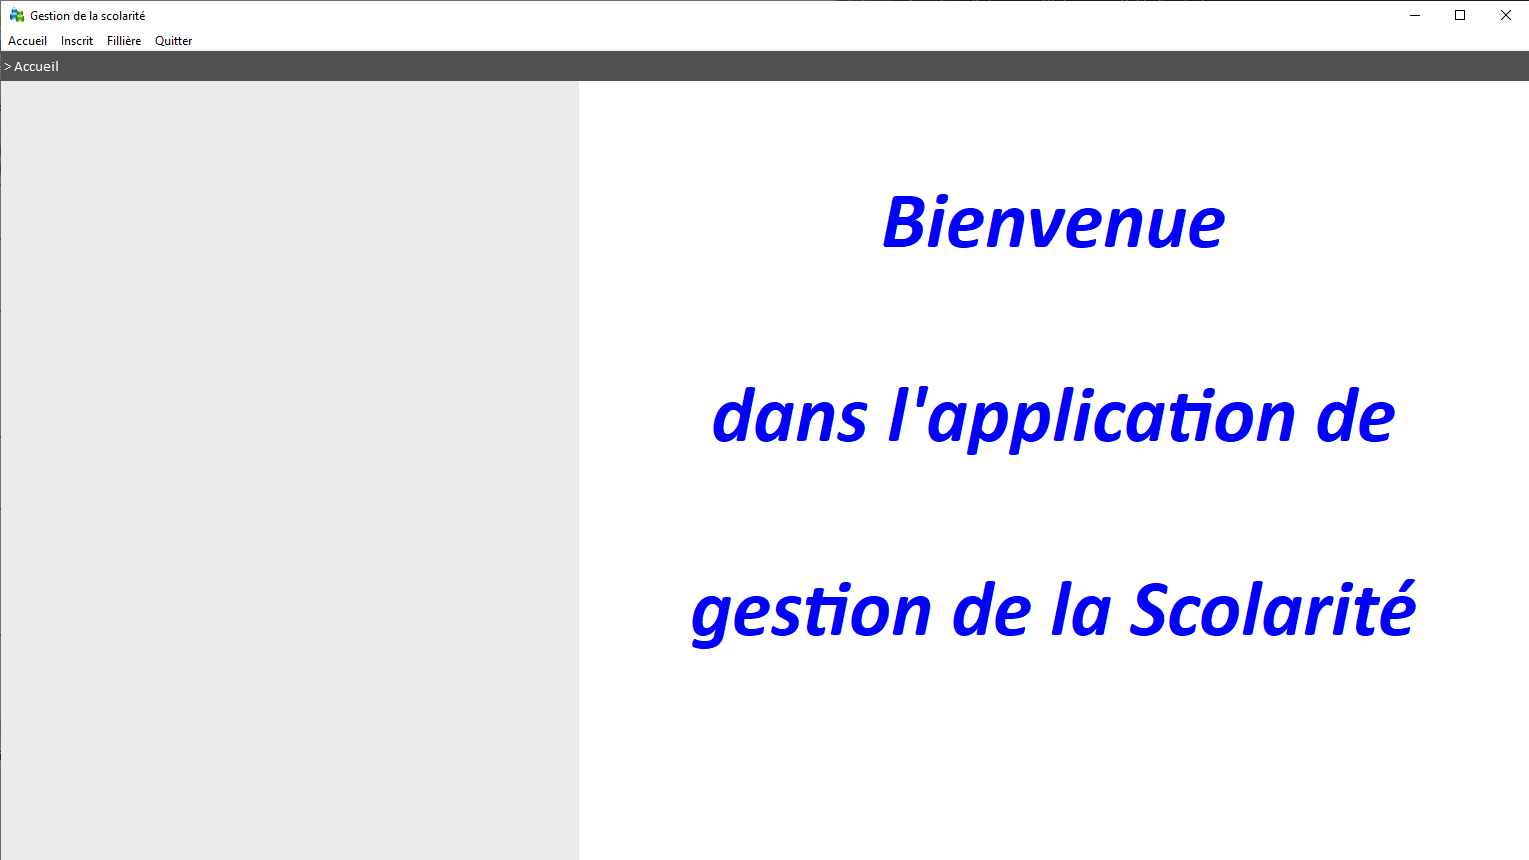 Gestion de la scolarité
Accueil Inscrit Fillière Quitter
> Accueil
Bienvenue
dans l'application de
gestion de la Scolarité